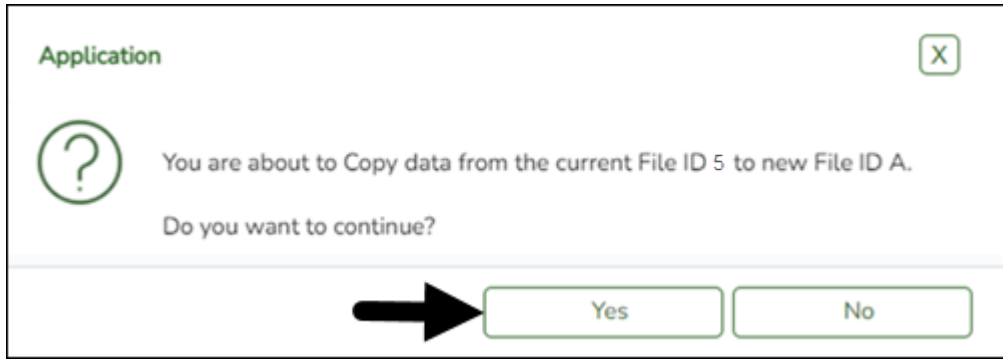 Application
X
?
You are about to Copy data from the current File ID 5 to new File ID A.
Do you want to continue?
Yes
No